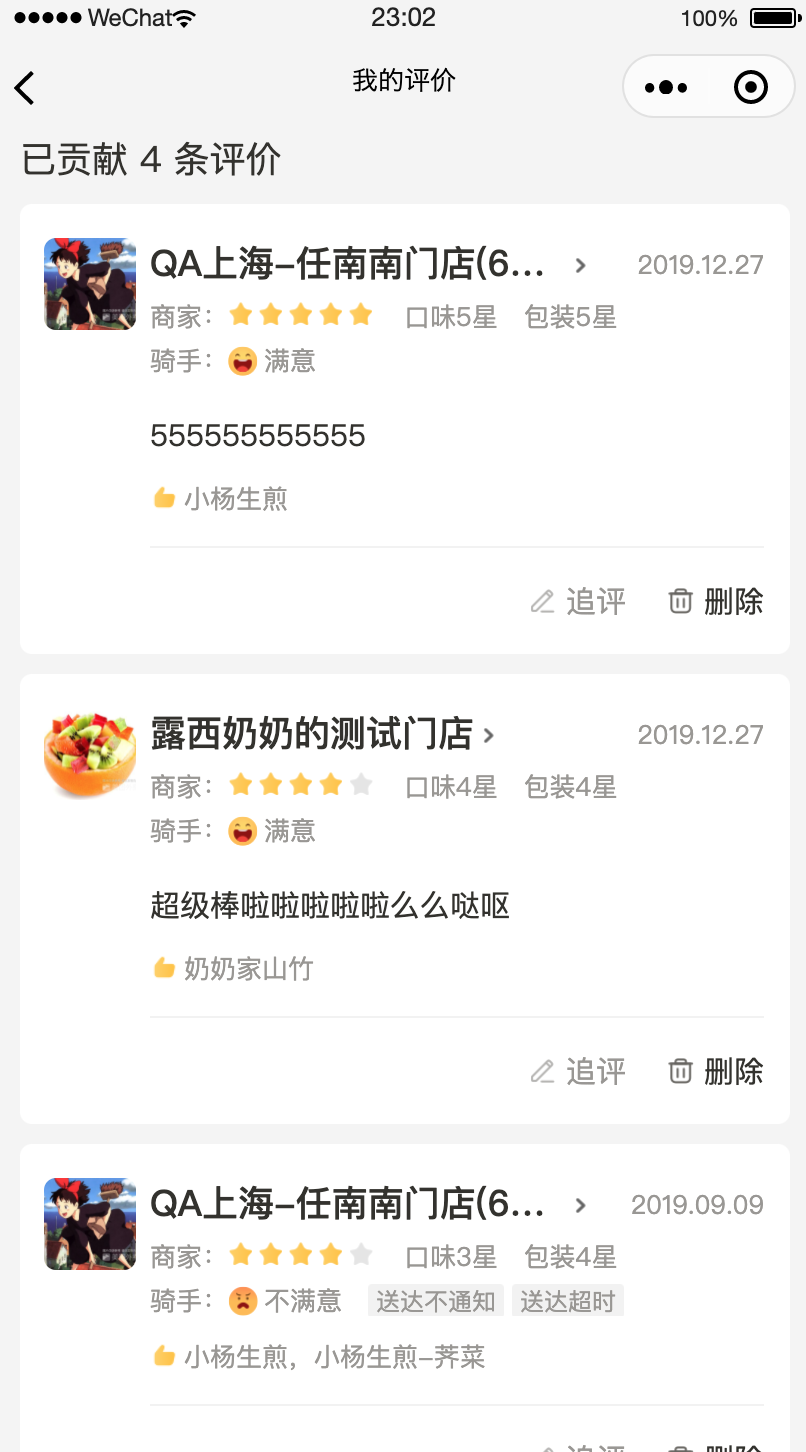 WeChat 23:02 100%
我的评价
已贡献 4 条评价
QA上海-任南南门店(6... 2019.12.27
商家: 口味5星 包装5星
骑手: 满意
555555555555
小杨生煎
追评 删除
露西奶奶的测试门店 2019.12.27
商家: 口味4星 包装4星
骑手: 满意
超级棒啦啦啦啦啦么么哒呕
奶奶家山竹
追评 删除
QA上海-任南南门店(6... 2019.09.09
商家: 口味3星 包装4星
骑手: 不满意 送达不通知 送达超时
小杨生煎，小杨生煎-荠菜
追评 删除